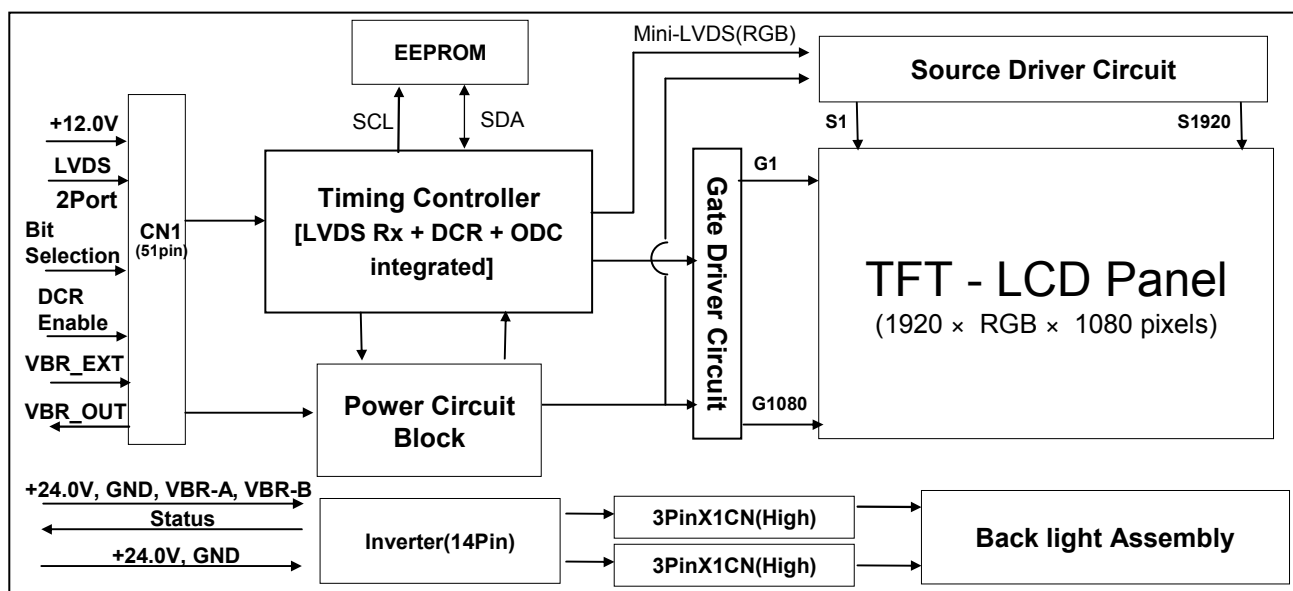 Mini-LVDS(RGB)
EEPROM
Source Driver Circuit
SCL
SDA
S1
S1920
+12.0V
LVDS
2Port
Bit
Selection
DCR
Enable
VBR_EXT
VBR_OUT
CN1
(51pin)
Timing Controller
[LVDS Rx + DCR + ODC
integrated]
Power Circuit
Block
Gate Driver Circuit
G1
G1080
TFT - LCD Panel
(1920 × RGB × 1080 pixels)
+24.0V, GND, VBR-A, VBR-B
Status
+24.0V, GND
Inverter(14Pin)
3PinX1CN(High)
3PinX1CN(High)
Back light Assembly